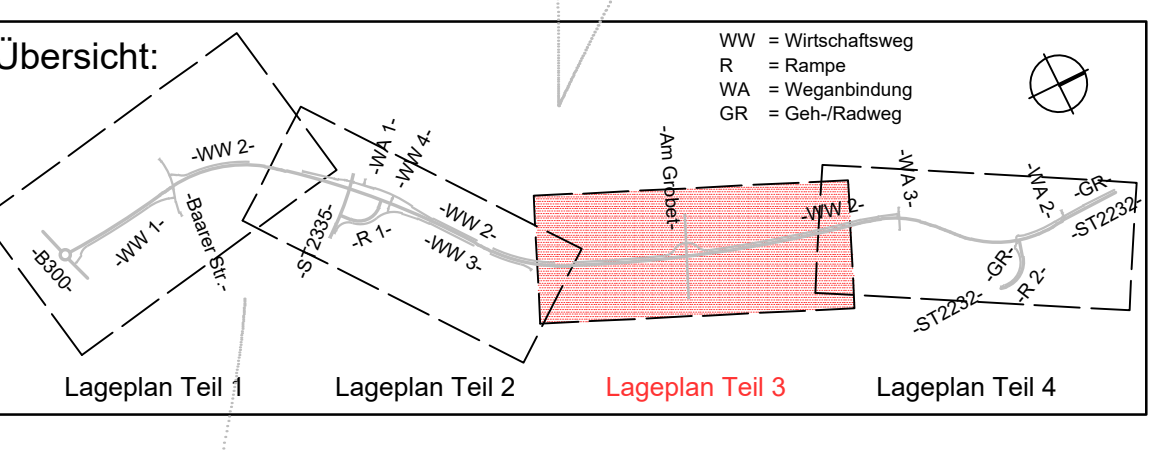 Übersicht:
WW = Wirtschaftsweg
R = Rampe
WA = Weganbindung
GR = Geh-/Radweg
-B300-
-WW 1-
-WW 2-
-Baarer Str.-
-ST2335-
-R 1-
-WA 1-
-WW 4-
-WW 2-
-WW 3-
-Am Grobet-
-WW 2-
-WA 3-
-WA 2-
-GR-
-ST2232-
-GR-
-R 2-
-ST2232-
Lageplan Teil 1
Lageplan Teil 2
Lageplan Teil 3
Lageplan Teil 4